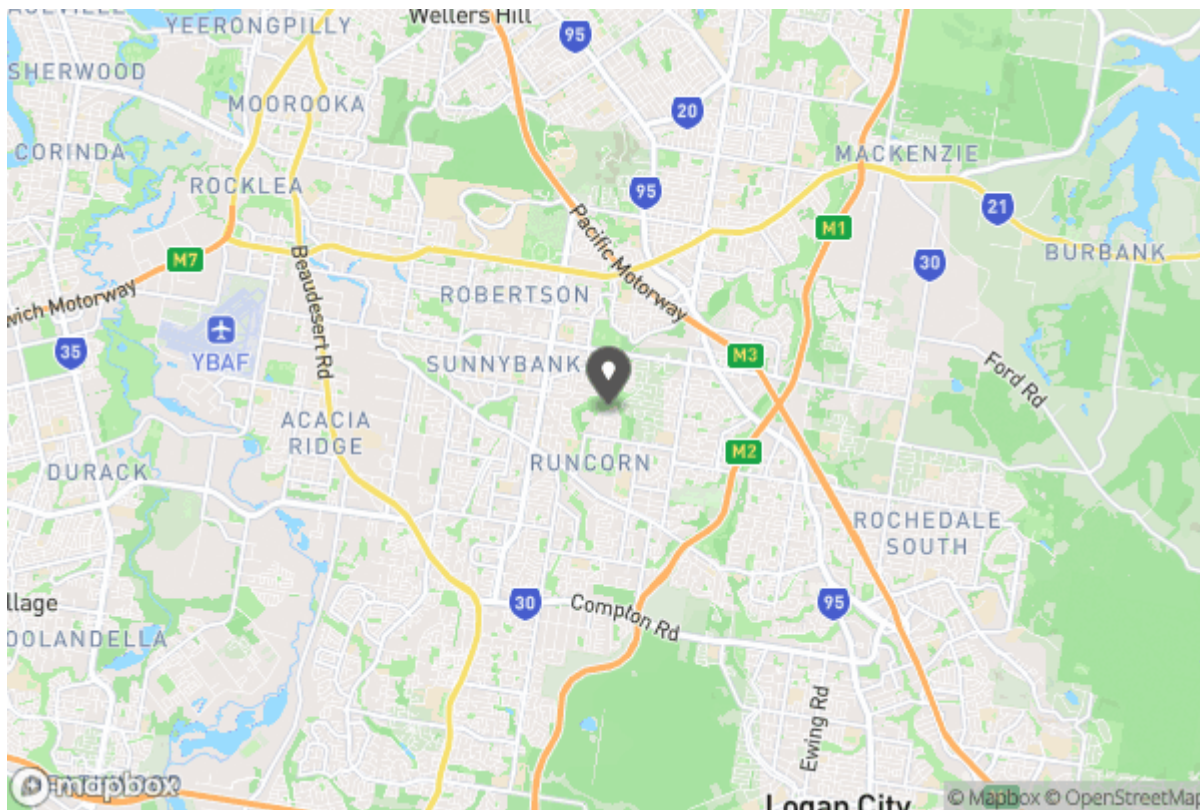 Wellers Hill
YEERONGPILLY
95
SHERWOOD
MOOROOKA
20
CORINDA
MACKENZIE
ROCKLEA
95
21
Pacific Motorway
M1
BURBANK
M7
30
Beaudesert Rd
ROBERTSON
wich Motorway
YBAF
35
SUNNYBANK
M3
Ford Rd
ACACIA
RIDGE
DURACK
RUNCORN
M2
ROCHEDALE
SOUTH
llage
30
Compton Rd
95
OOLANDELLA
Ewing Rd
mapbox
Logan City
© Mapbox © OpenStreetMap